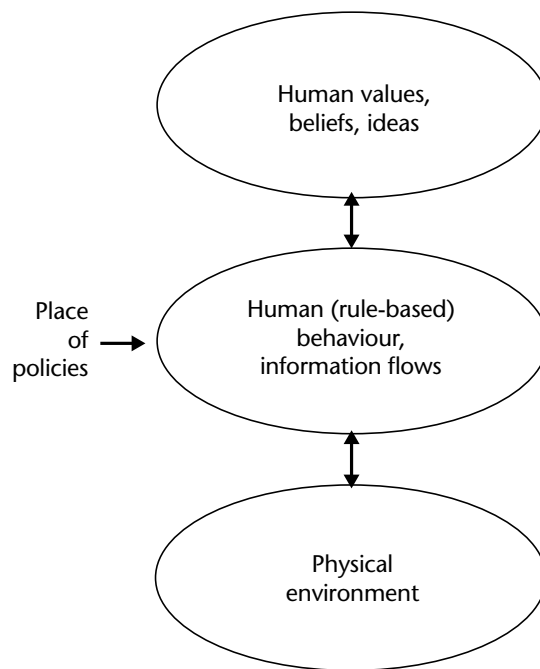 Human values,
beliefs, ideas
Place
of
policies
Human (rule-based)
behaviour,
information flows
Physical
environment